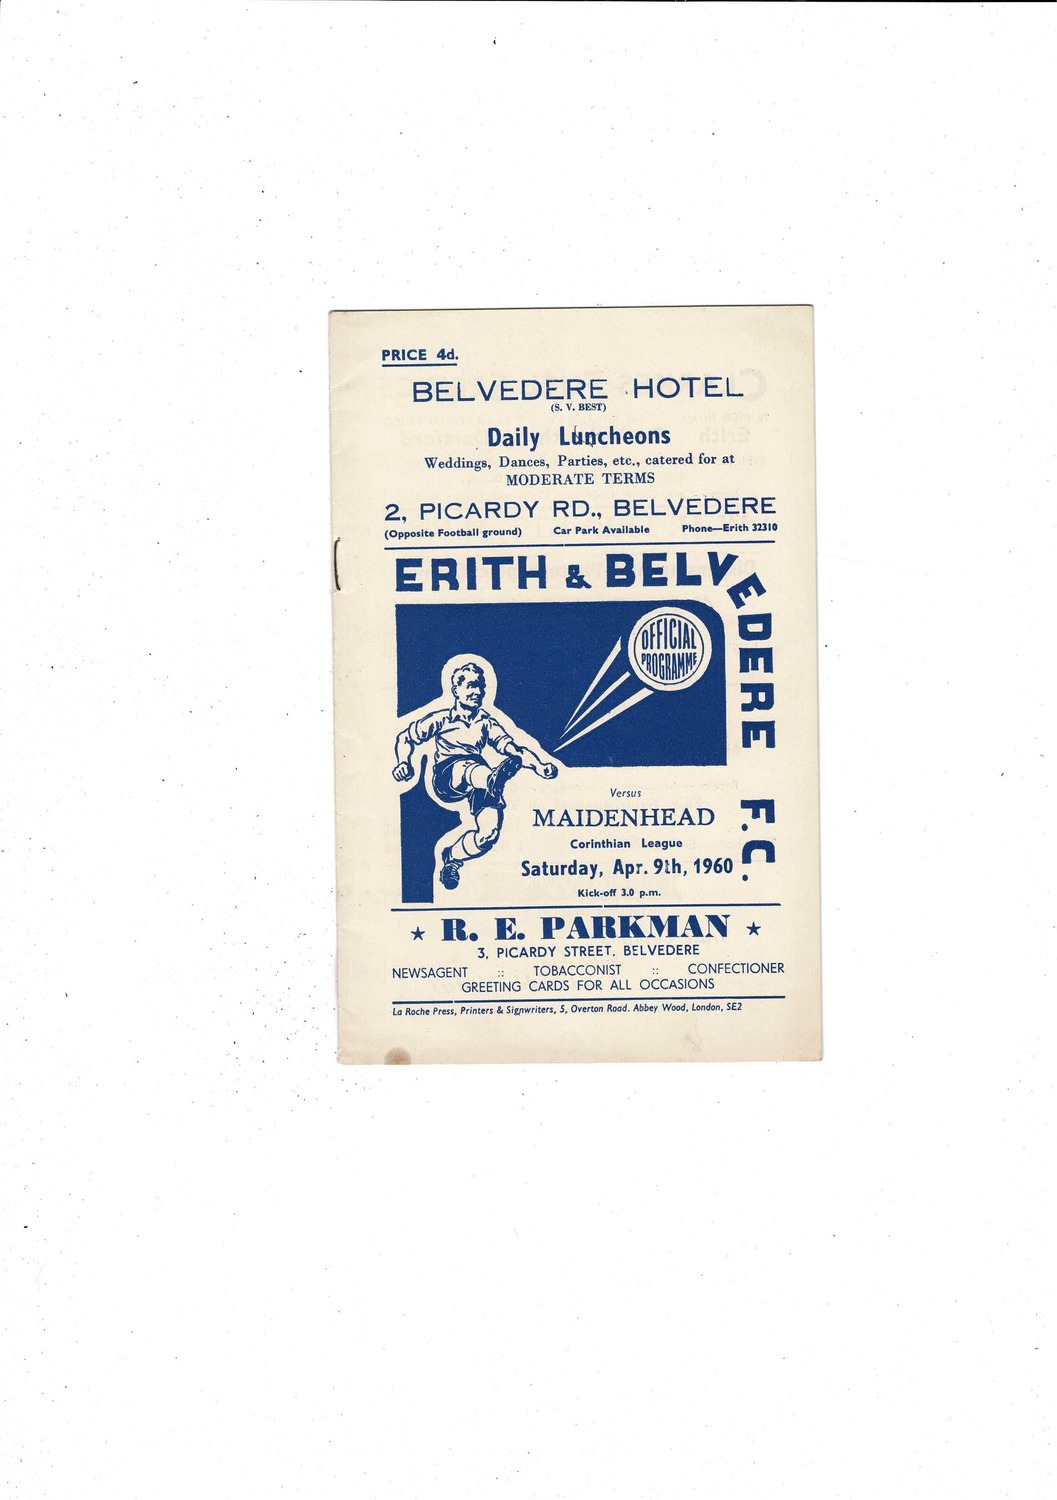 PRICE 4d.
BELVEDERE HOTEL
(S. V. BEST)
Daily Luncheons
Weddings, Dances, Parties, etc., catered for at
MODERATE TERMS
2, PICARDY RD., BELVEDERE
(Opposite Football ground) Car Park Available Phone—Erith 32310
ERITH & BELVEDERE F.C.
OFFICIAL
PROGRAMME
Versus
MAIDENHEAD
Corinthian League
Saturday, Apr. 9th, 1960
Kick-off 3.0 p.m.
★ R. E. PARKMAN ★
3, PICARDY STREET, BELVEDERE
NEWSAGENT :: TOBACCONIST :: CONFECTIONER
GREETING CARDS FOR ALL OCCASIONS
La Roche Press, Printers & Signwriters, 5, Overton Road. Abbey Wood, London, SE2